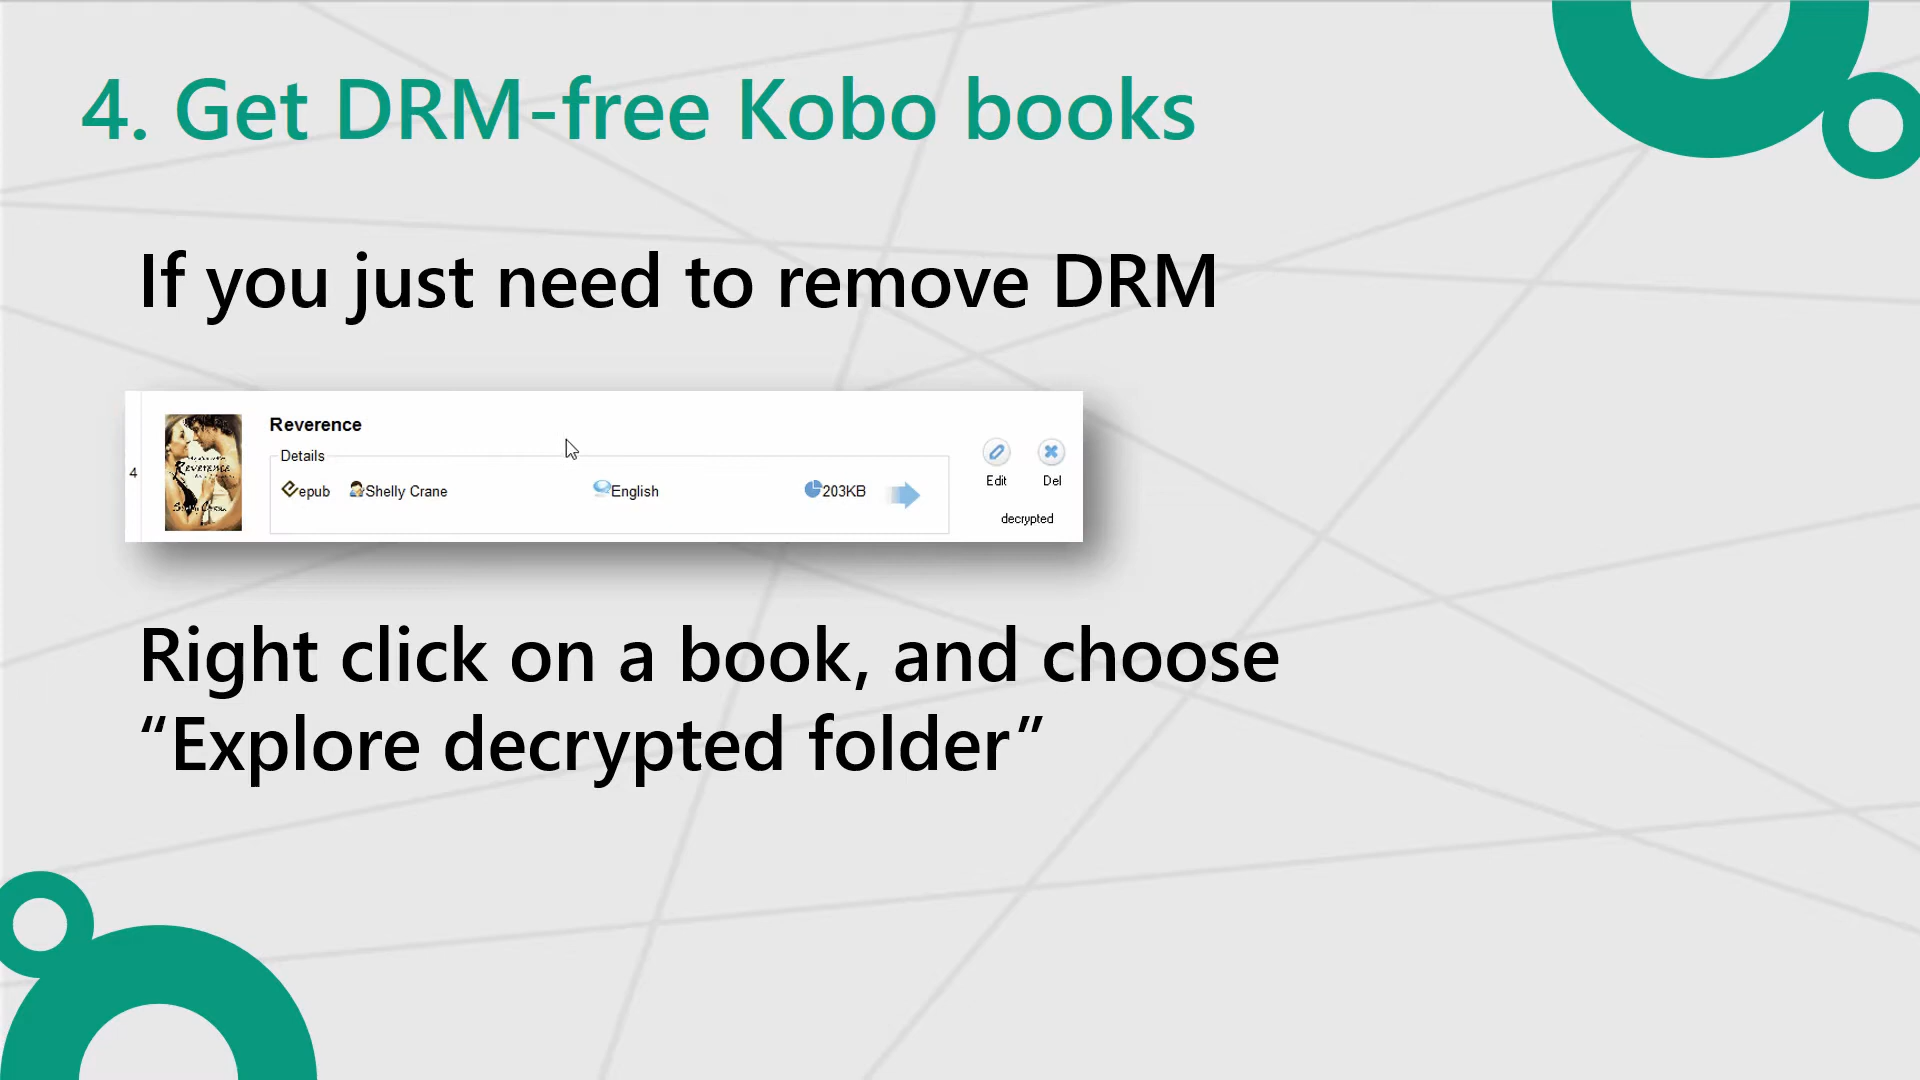 4. Get DRM-free Kobo books
If you just need to remove DRM
4
Reverence
Reverence
Details
epub Shelly Crane English 203KB
Edit Del
decrypted
Right click on a book, and choose
“Explore decrypted folder”